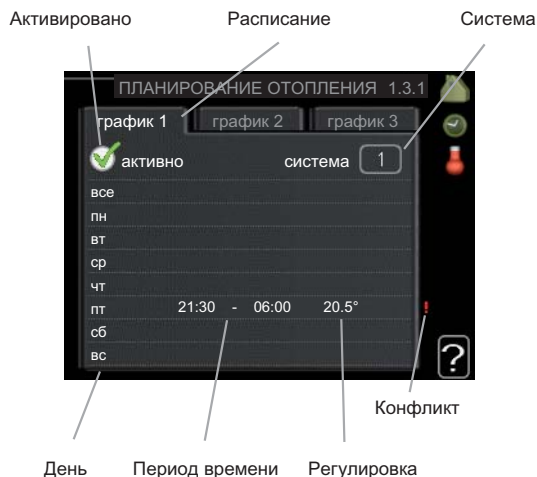 Активировано Расписание Система
ПЛАНИРОВАНИЕ ОТОПЛЕНИЯ 1.3.1
график 1 график 2 график 3
активно система 1
все
пн
вт
ср
чт
пт 21:30 - 06:00 20.5° !
сб
вс
?
Конфликт
День Период времени Регулировка